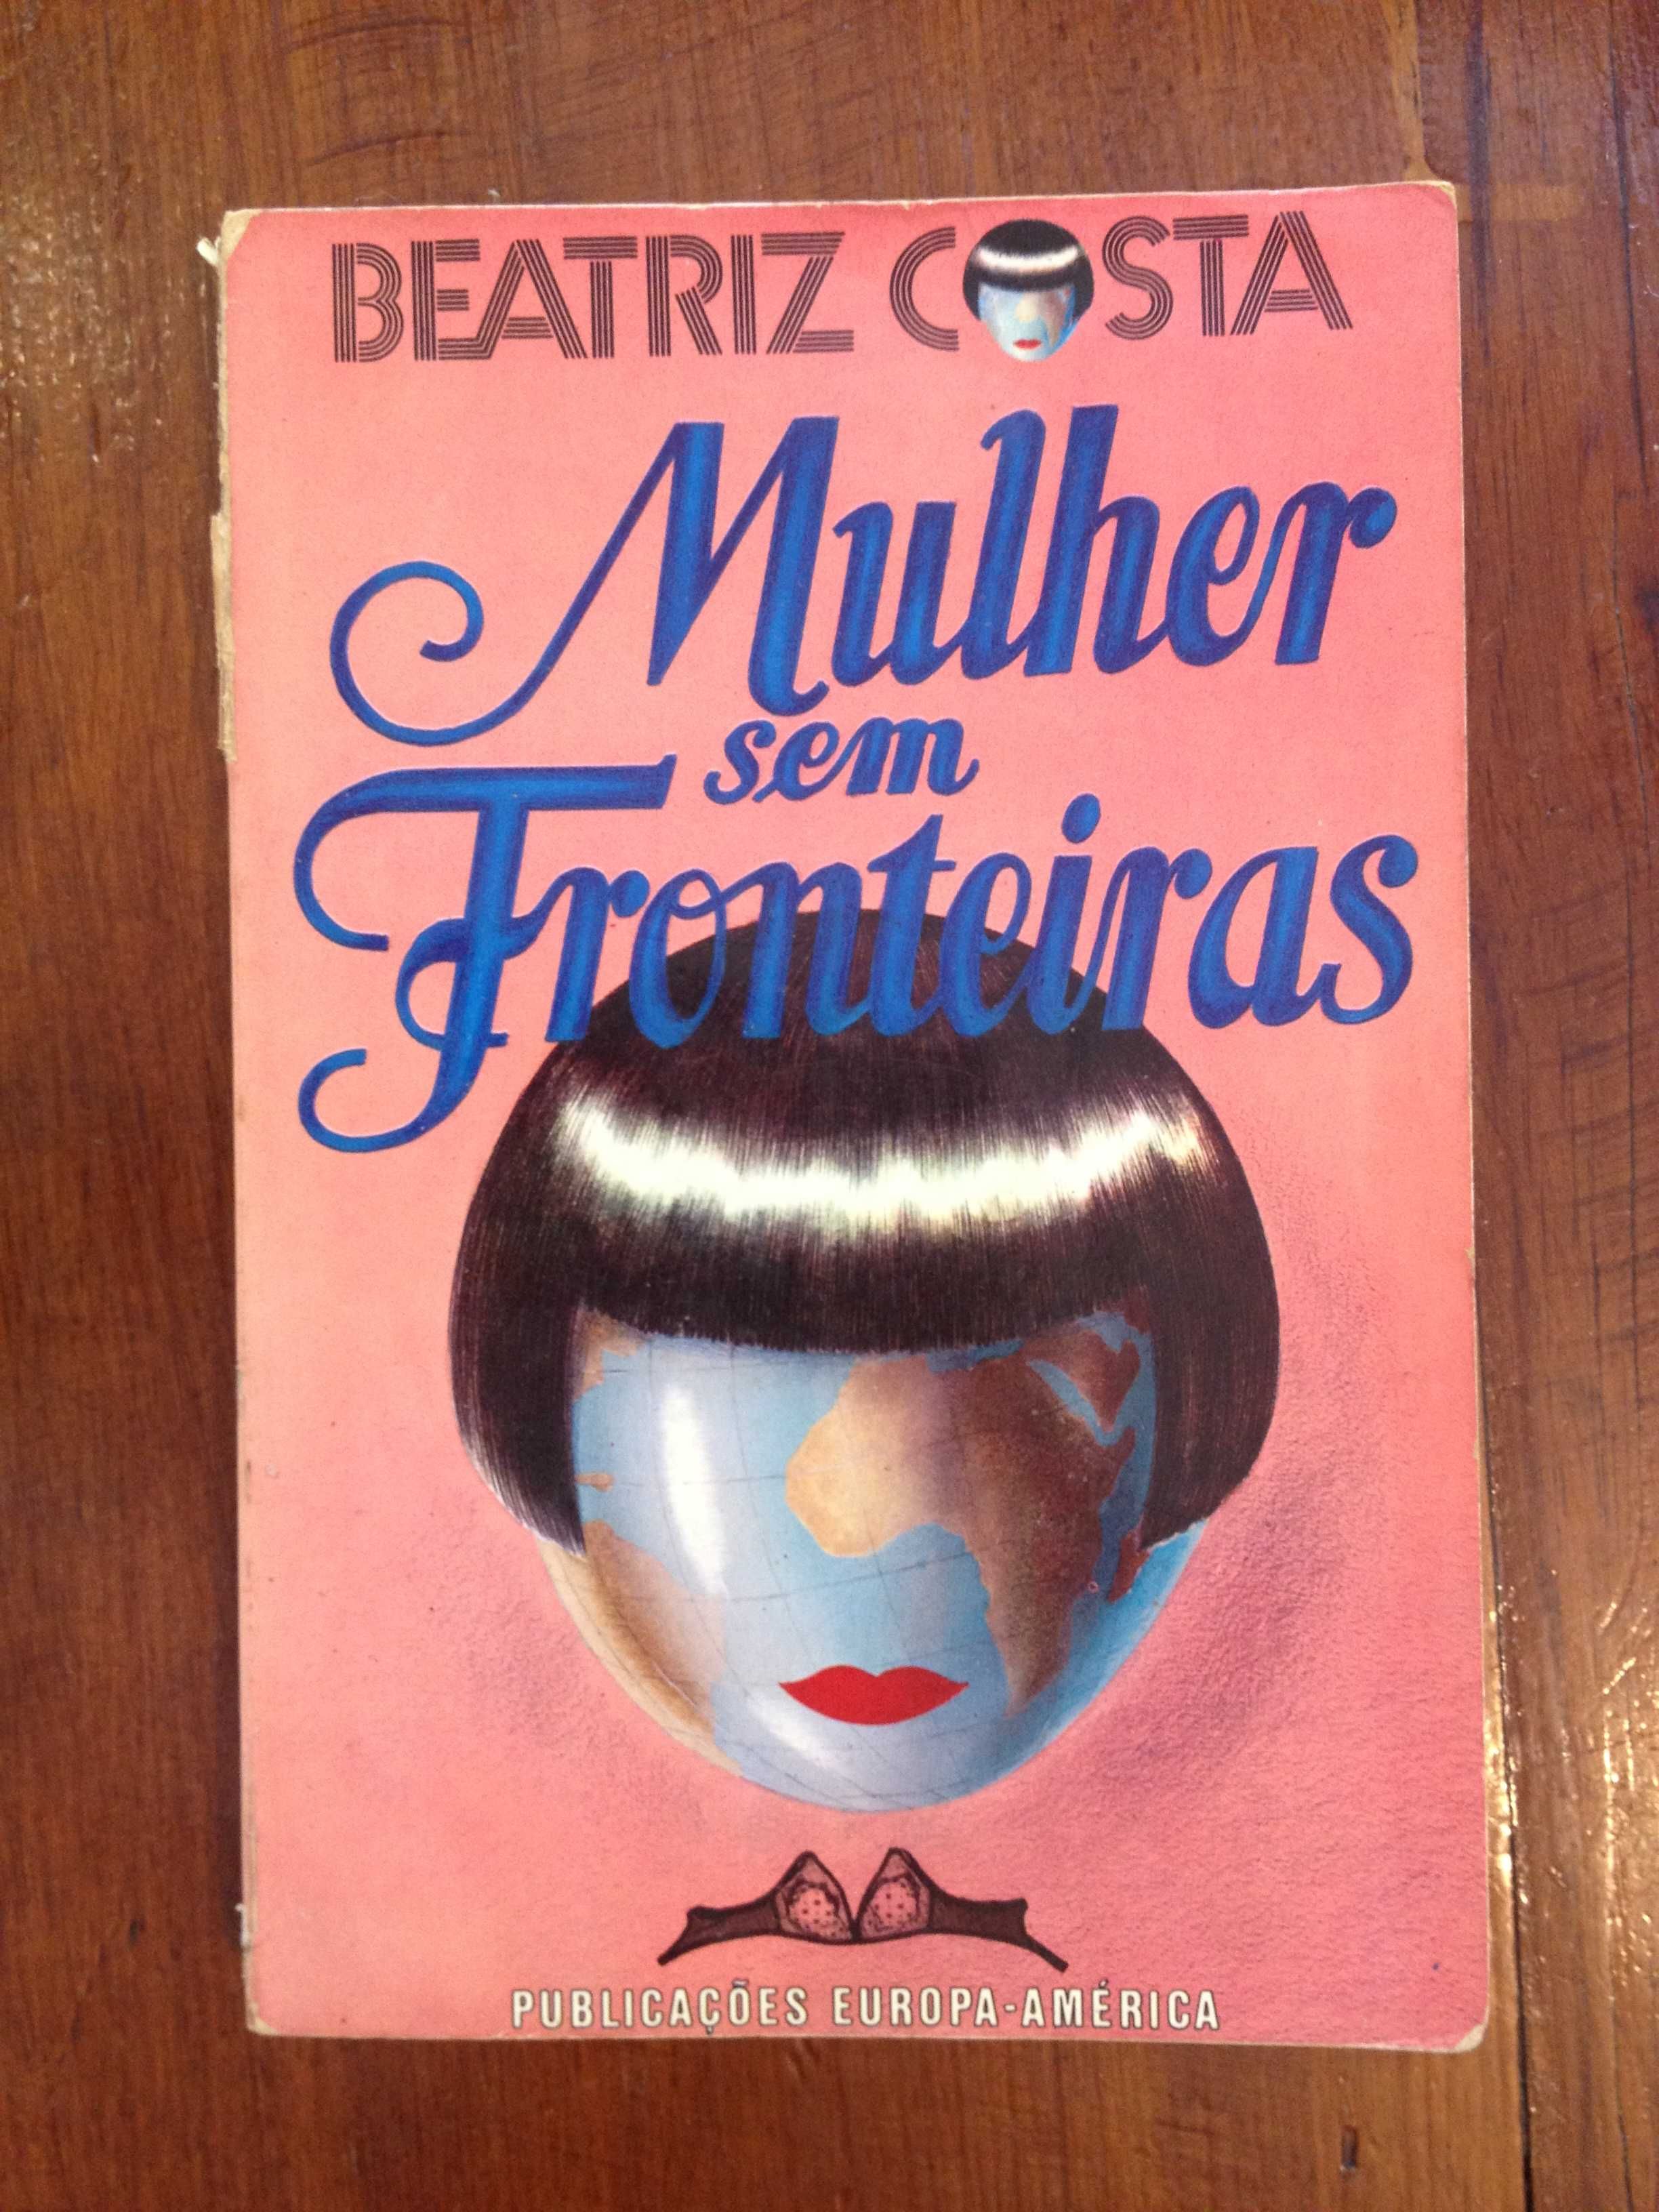 BEATRIZ COSTA
Mulher
sem
Fronteiras
PUBLICAÇÕES EUROPA-AMÉRICA